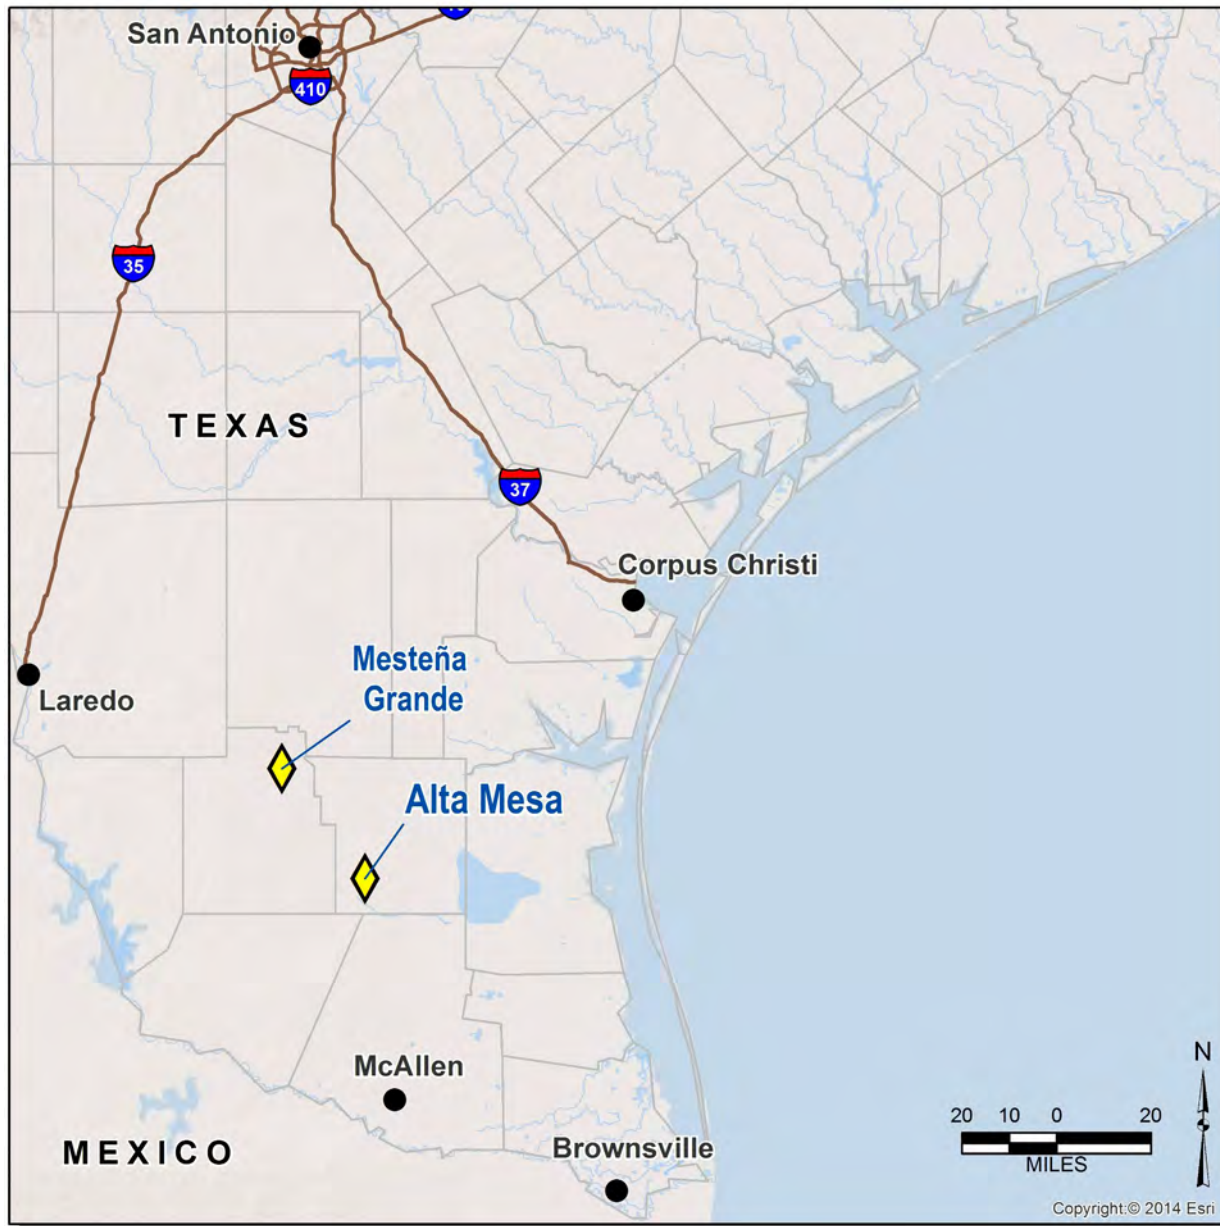 San Antonio
410
35
TEXAS
37
Corpus Christi
Mesteña
Grande
Laredo
Alta Mesa
McAllen
MEXICO
Brownsville
N
20 10 0 20
MILES
Copyright:© 2014 Esri